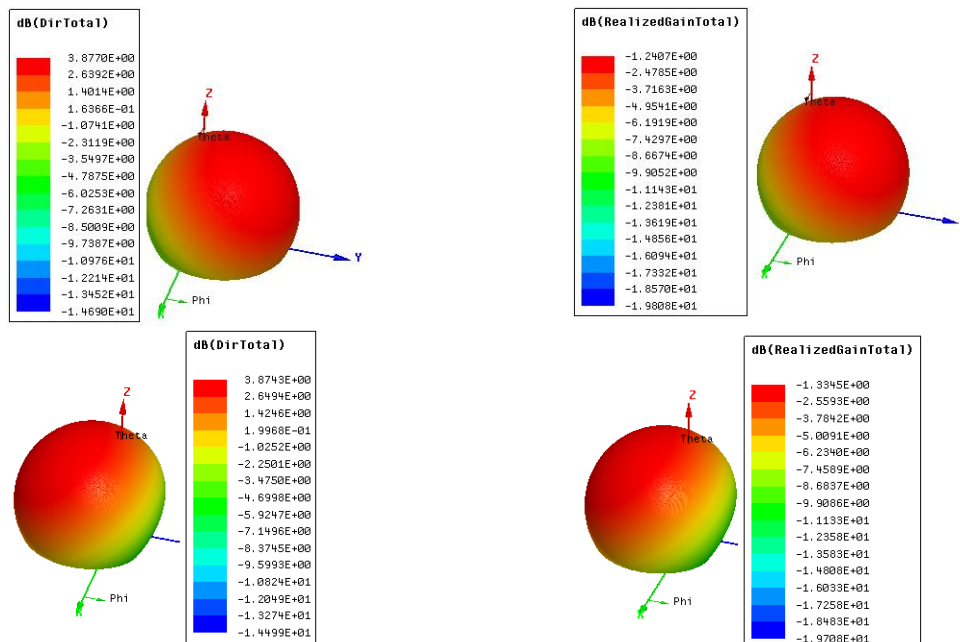 dB(DirTotal)
3.8770E+00
2.6392E+00
1.4014E+00
1.6366E-01
-1.0741E+00
-2.3119E+00
-3.5497E+00
-4.7875E+00
-6.0253E+00
-7.2631E+00
-8.5009E+00
-9.7387E+00
-1.0976E+01
-1.2214E+01
-1.3452E+01
-1.4690E+01
Z
Theta
Y
Phi
X
dB(RealizedGainTotal)
-1.2407E+00
-2.4785E+00
-3.7163E+00
-4.9541E+00
-6.1919E+00
-7.4297E+00
-8.6674E+00
-9.9052E+00
-1.1143E+01
-1.2381E+01
-1.3619E+01
-1.4856E+01
-1.6094E+01
-1.7332E+01
-1.8570E+01
-1.9808E+01
Z
Theta
Phi
X
dB(DirTotal)
3.8743E+00
2.6494E+00
1.4246E+00
1.9968E-01
-1.0252E+00
-2.2501E+00
-3.4750E+00
-4.6998E+00
-5.9247E+00
-7.1496E+00
-8.3745E+00
-9.5993E+00
-1.0824E+01
-1.2049E+01
-1.3274E+01
-1.4499E+01
Z
Theta
Phi
X
dB(RealizedGainTotal)
-1.3345E+00
-2.5593E+00
-3.7842E+00
-5.0091E+00
-6.2340E+00
-7.4589E+00
-8.6837E+00
-9.9086E+00
-1.1133E+01
-1.2358E+01
-1.3583E+01
-1.4808E+01
-1.6033E+01
-1.7258E+01
-1.8483E+01
-1.9708E+01
Z
Theta
Phi
X